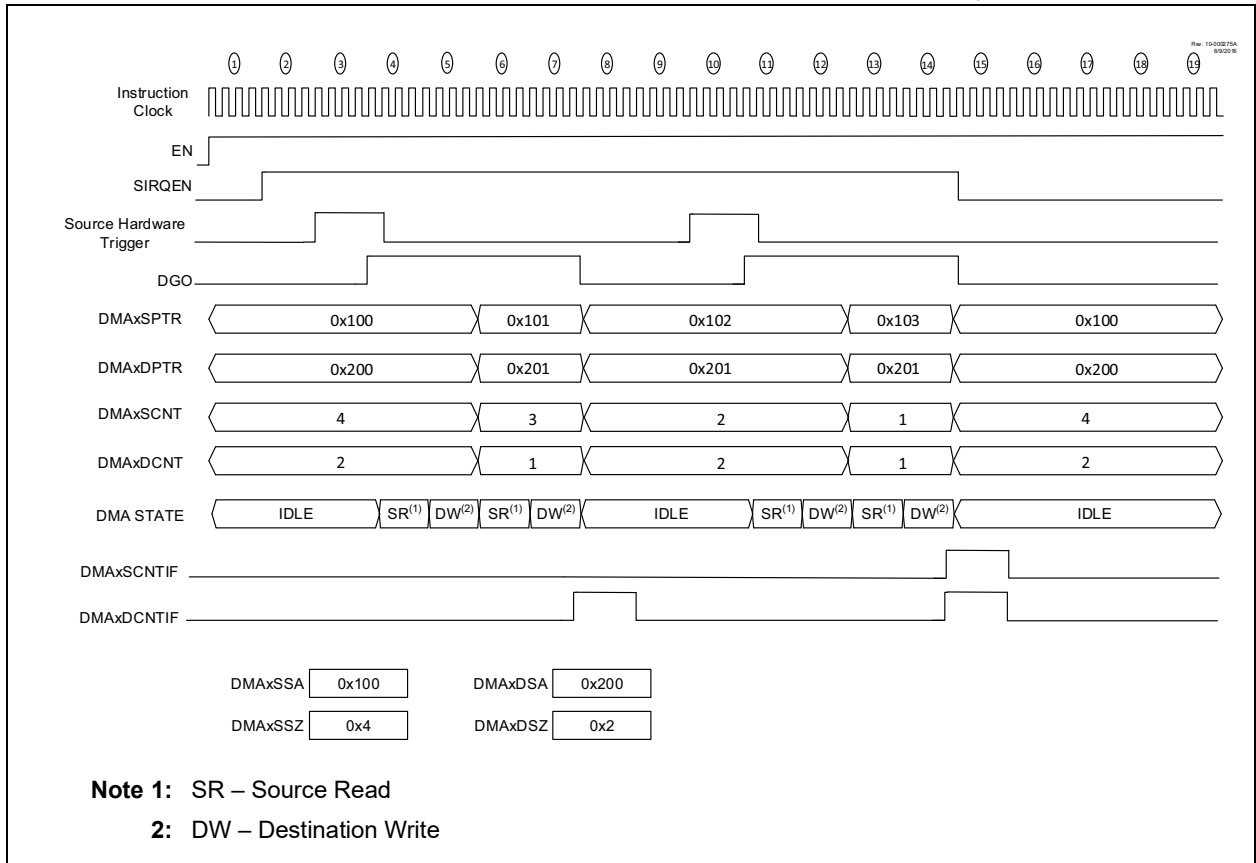 Rev. 10-000275A
8/9/2016
1 2 3 4 5 6 7 8 9 10 11 12 13 14 15 16 17 18 19
Instruction
Clock
EN
SIRQEN
Source Hardware
Trigger
DGO
DMAxSPTR 0x100 0x101 0x102 0x103 0x100
DMAxDPTR 0x200 0x201 0x201 0x201 0x200
DMAxSCNT 4 3 2 1 4
DMAxDCNT 2 1 2 1 2
DMA STATE IDLE SR(1) DW(2) SR(1) DW(2) IDLE SR(1) DW(2) SR(1) DW(2) IDLE
DMAxSCNTIF
DMAxDCNTIF
DMAxSSA 0x100 DMAxDSA 0x200
DMAxSSZ 0x4 DMAxDSZ 0x2
Note 1: SR – Source Read
2: DW – Destination Write